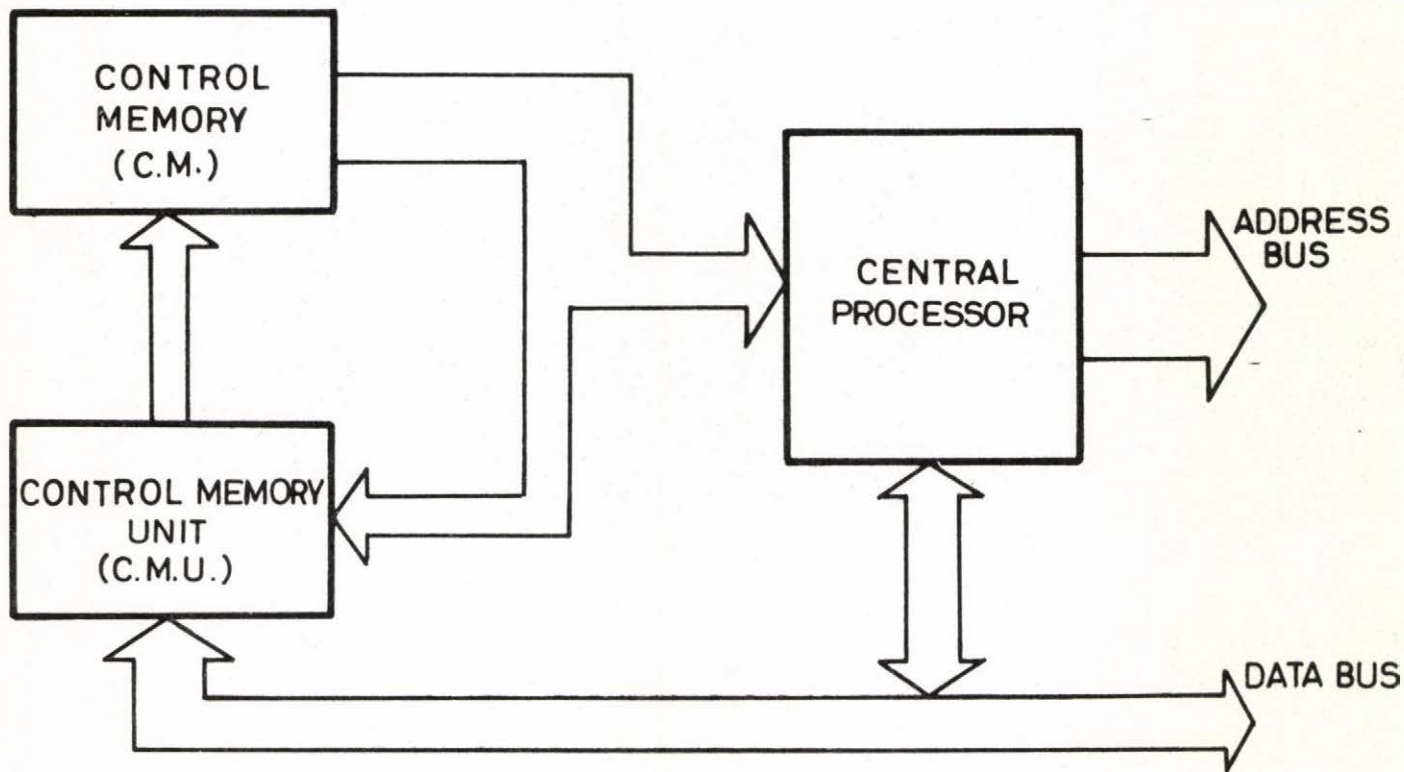 CONTROL
MEMORY
(C.M.)
CENTRAL
PROCESSOR
ADDRESS
BUS
CONTROL MEMORY
UNIT
(C.M.U.)
DATA BUS